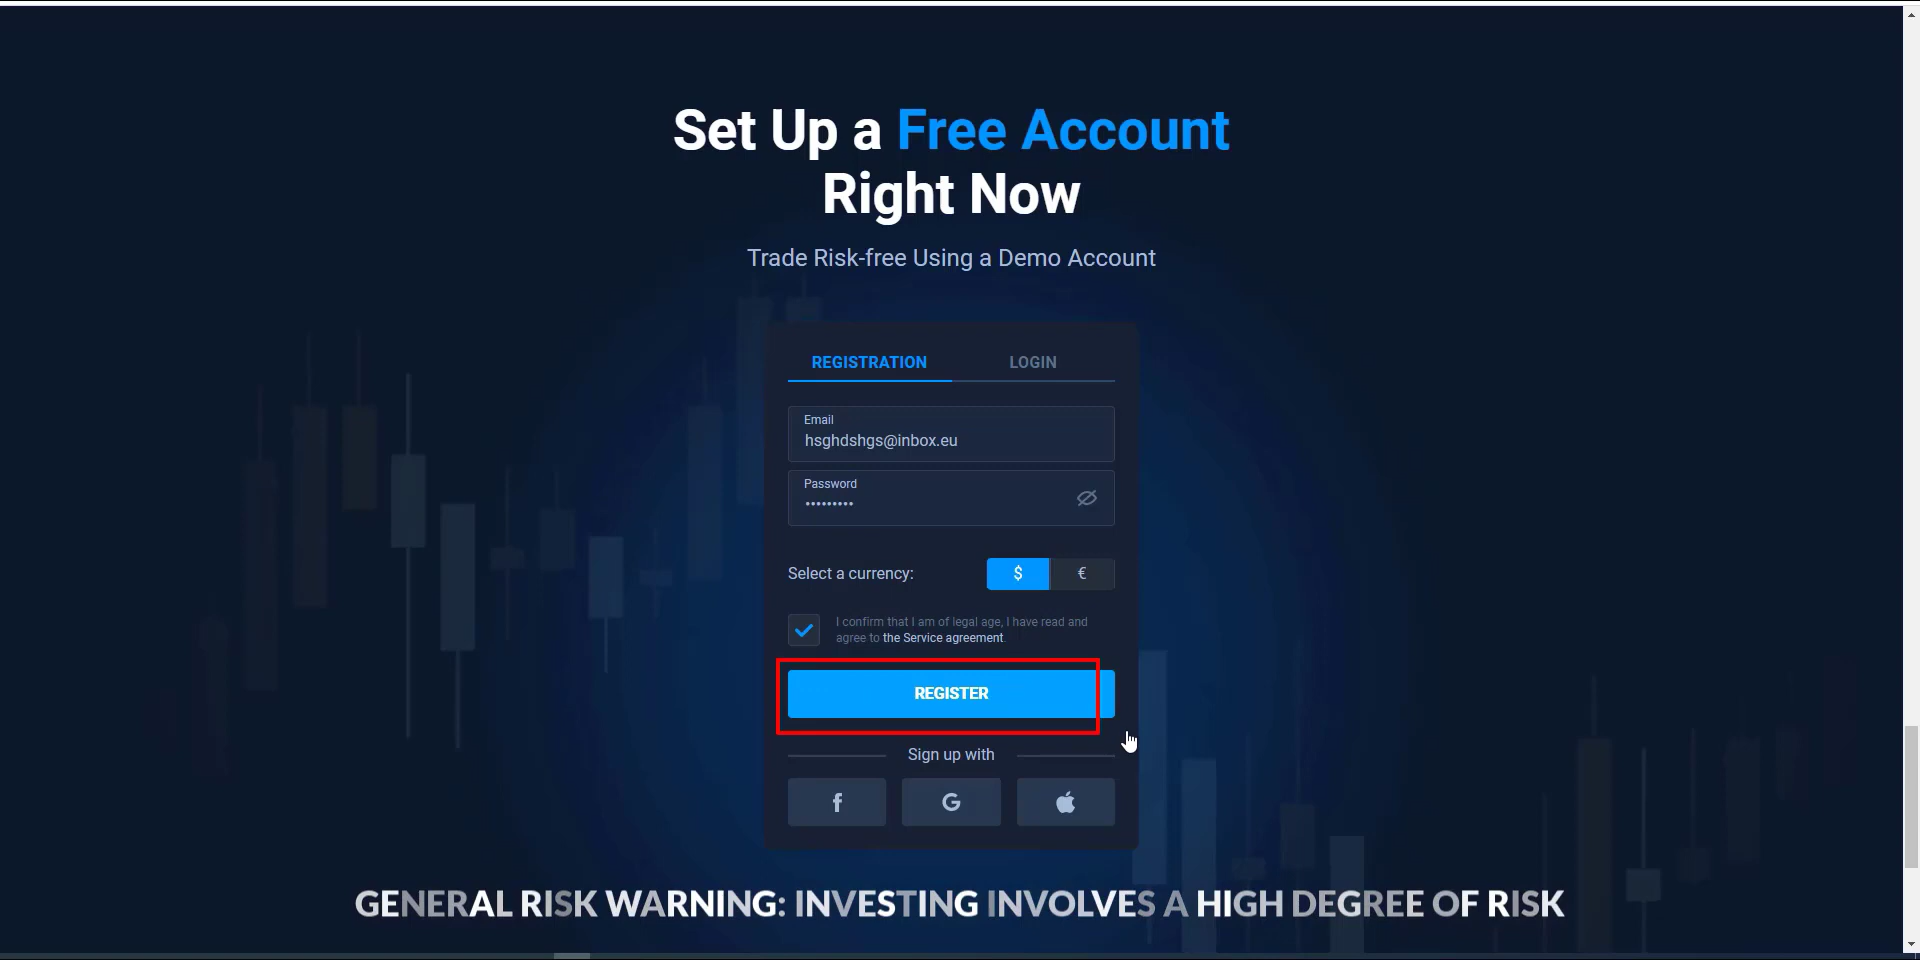 Set Up a Free Account
Right Now
Trade Risk-free Using a Demo Account
REGISTRATION
LOGIN
Email
hsghdshgs@inbox.eu
Password
•••••••••
Select a currency:
$
€
I confirm that I am of legal age, I have read and
agree to the Service agreement
REGISTER
Sign up with
f
G
GENERAL RISK WARNING: INVESTING INVOLVES A HIGH DEGREE OF RISK